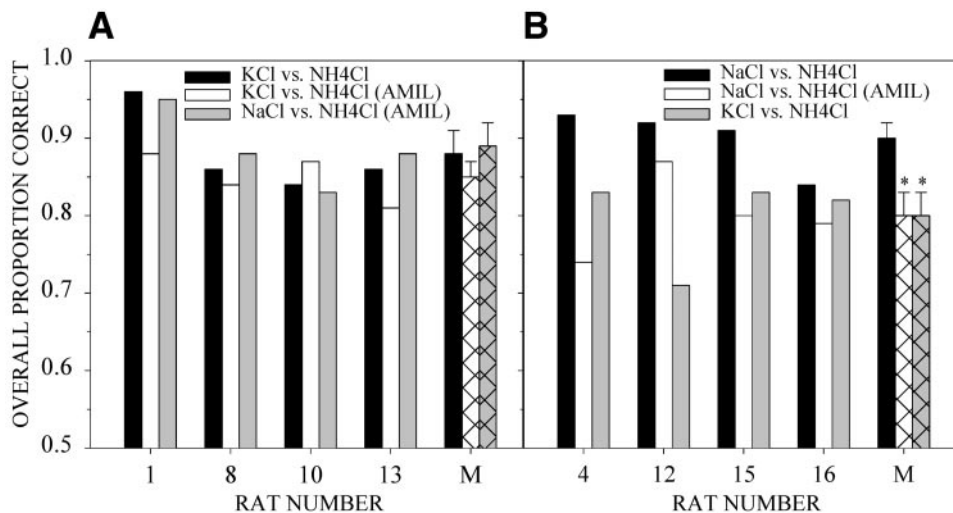 A
B
OVERALL PROPORTION CORRECT
1.0
0.9
0.8
0.7
0.6
0.5
KCl vs. NH4Cl
KCl vs. NH4Cl (AMIL)
NaCl vs. NH4Cl (AMIL)
NaCl vs. NH4Cl
NaCl vs. NH4Cl (AMIL)
KCl vs. NH4Cl
* *
1 8 10 13 M
4 12 15 16 M
RAT NUMBER
RAT NUMBER